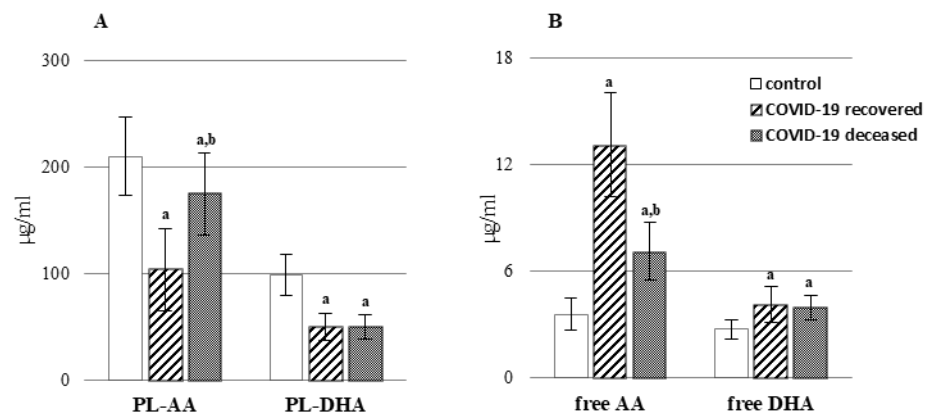 A
300
200
100
0
μg/ml
a
a,b
a
a
PL-AA
PL-DHA
B
18
12
6
0
μg/ml
control
COVID-19 recovered
COVID-19 deceased
a
a,b
a
a
free AA
free DHA